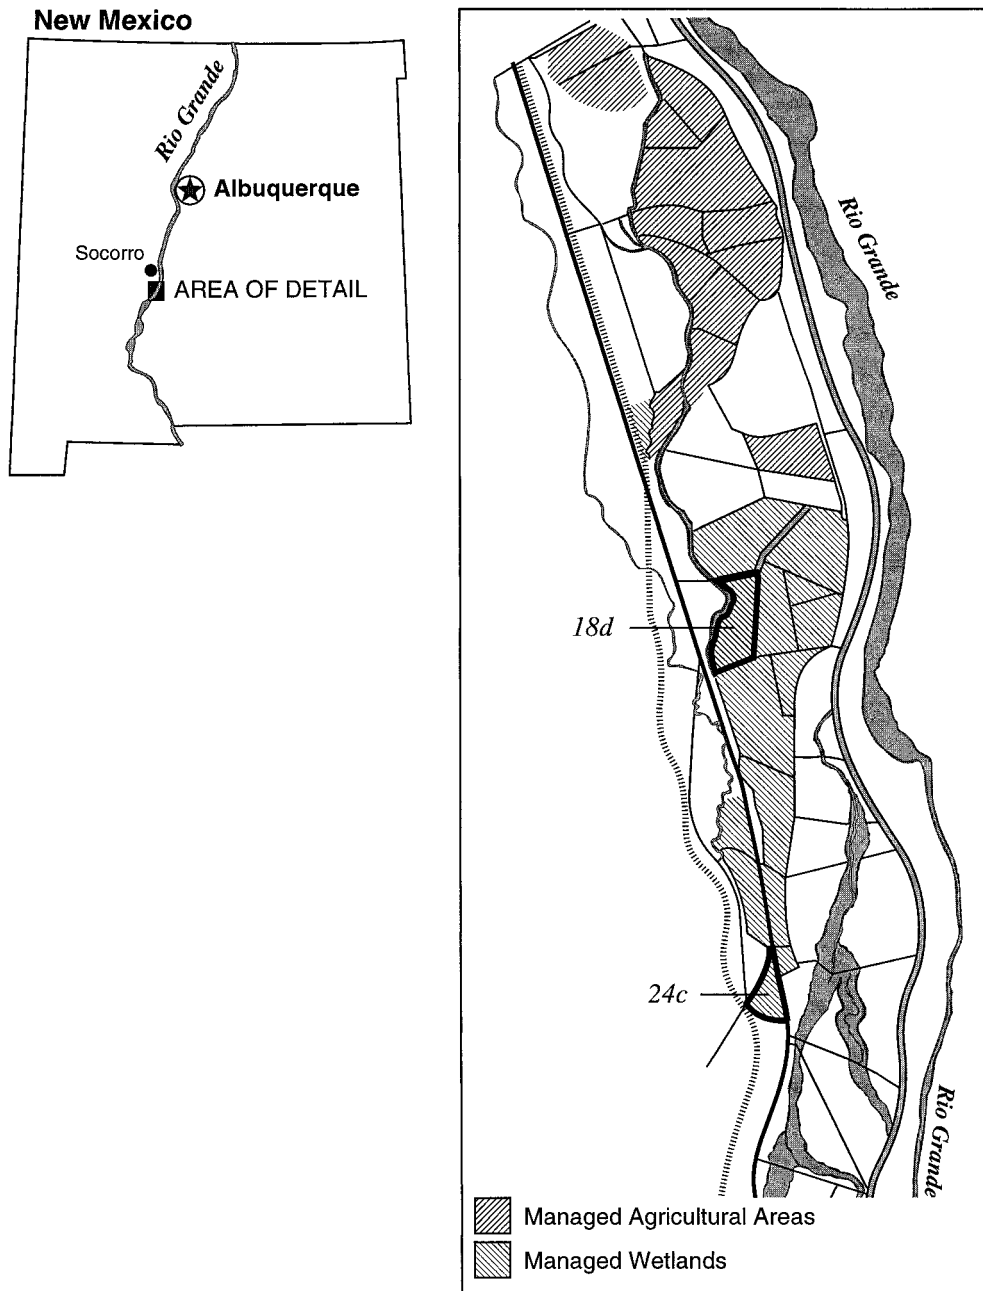 New Mexico
Rio Grande
Albuquerque
Socorro
AREA OF DETAIL
Rio Grande
18d
24c
Rio Grande
Managed Agricultural Areas
Managed Wetlands